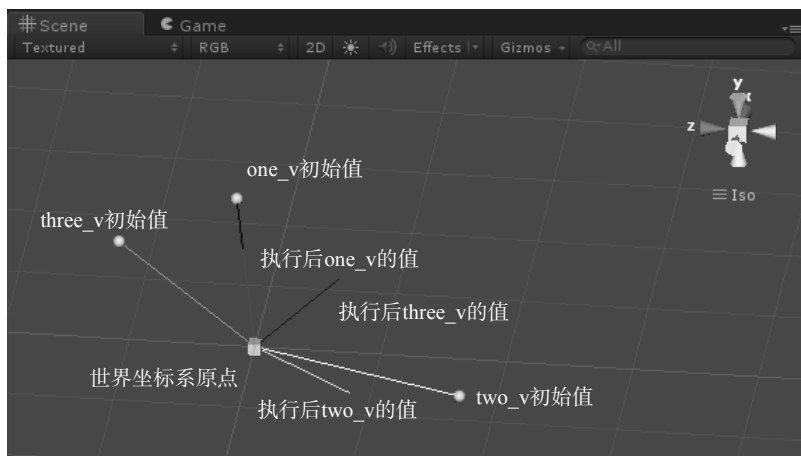 Scene Game
Textured RGB 2D Effects Gizmos All
y
x
z
Iso
one_v初始值
three_v初始值
执行后one_v的值
执行后three_v的值
世界坐标系原点
执行后two_v的值
two_v初始值